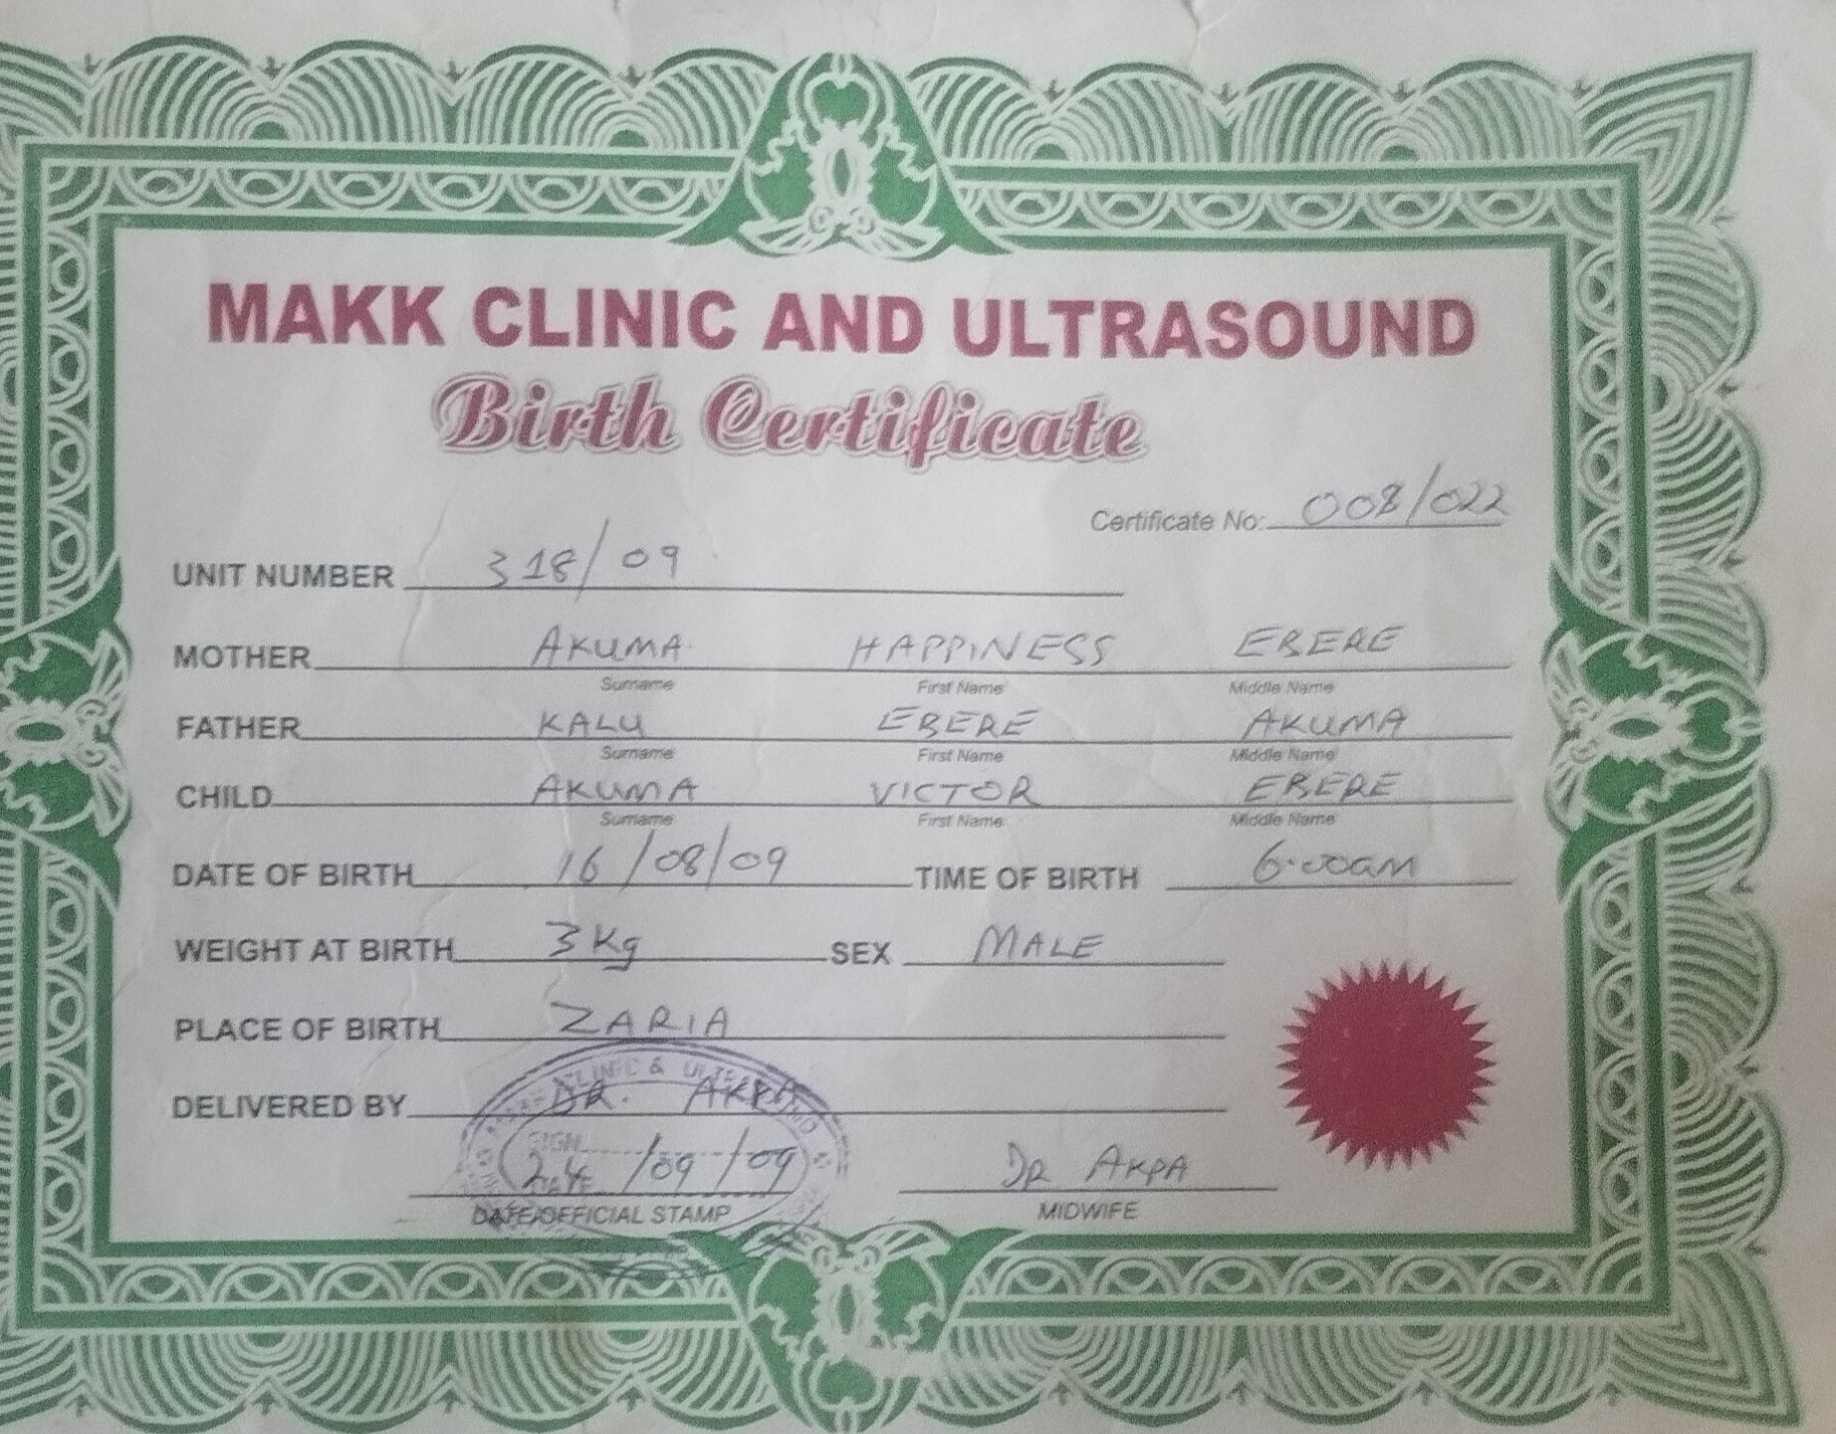 MAKK CLINIC AND ULTRASOUND
Birth Certificate
Certificate No: 008/022
UNIT NUMBER 318/09
MOTHER AKUMA HAPPINESS EBERE
Surname First Name Middle Name
FATHER KALU EBERE AKUMA
Surname First Name Middle Name
CHILD AKUMA VICTOR EBERE
Surname First Name Middle Name
DATE OF BIRTH 16/08/09 TIME OF BIRTH 6.00am
WEIGHT AT BIRTH 3Kg SEX MALE
PLACE OF BIRTH ZARIA
CLINIC &
DELIVERED BY DR. AKPA
SIGN
24/09/09 DR AKPA
DATE/OFFICIAL STAMP MIDWIFE